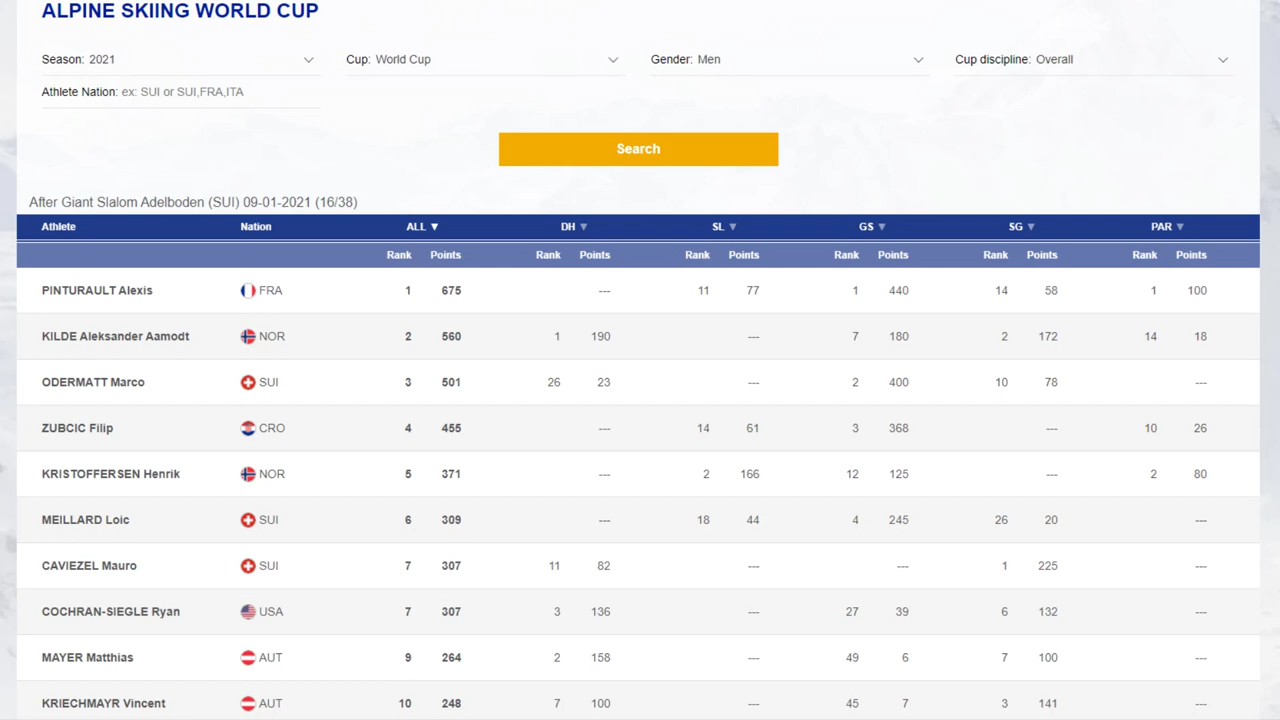 ALPINE SKIING WORLD CUP
Season: 2021 Cup: World Cup Gender: Men Cup discipline: Overall
Athlete Nation: ex: SUI or SUI,FRA,ITA
Search
After Giant Slalom Adelboden (SUI) 09-01-2021 (16/38)
Athlete Nation ALL ▼ DH ▼ SL ▼ GS ▼ SG ▼ PAR ▼
Rank Points Rank Points Rank Points Rank Points Rank Points Rank Points
PINTURAULT Alexis FRA 1 675 --- 11 77 1 440 14 58 1 100
KILDE Aleksander Aamodt NOR 2 560 1 190 --- 7 180 2 172 14 18
ODERMATT Marco SUI 3 501 26 23 --- 2 400 10 78 ---
ZUBCIC Filip CRO 4 455 --- 14 61 3 368 --- 10 26
KRISTOFFERSEN Henrik NOR 5 371 --- 2 166 12 125 --- 2 80
MEILLARD Loic SUI 6 309 --- 18 44 4 245 26 20 ---
CAVIEZEL Mauro SUI 7 307 11 82 --- --- 1 225 ---
COCHRAN-SIEGLE Ryan USA 7 307 3 136 --- 27 39 6 132 ---
MAYER Matthias AUT 9 264 2 158 --- 49 6 7 100 ---
KRIECHMAYR Vincent AUT 10 248 7 100 --- 45 7 3 141 ---